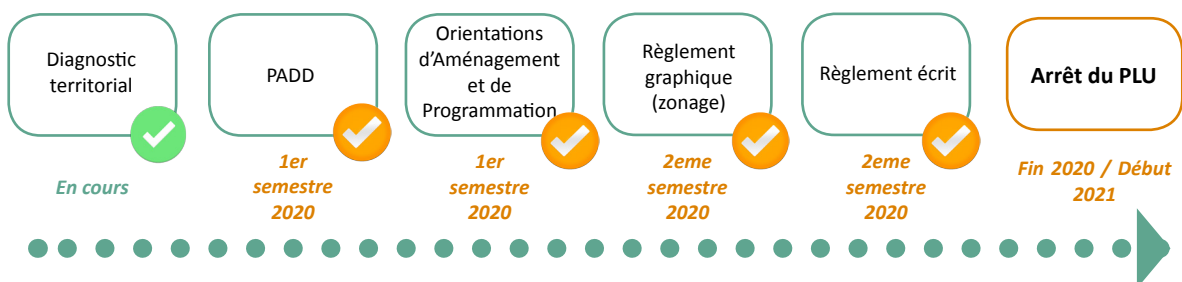 Diagnostic
territorial
En cours
PADD
1er
semestre
2020
Orientations
d'Aménagement
et de
Programmation
1er
semestre
2020
Règlement
graphique
(zonage)
2eme
semestre
2020
Règlement écrit
2eme
semestre
2020
Arrêt du PLU
Fin 2020 / Début
2021